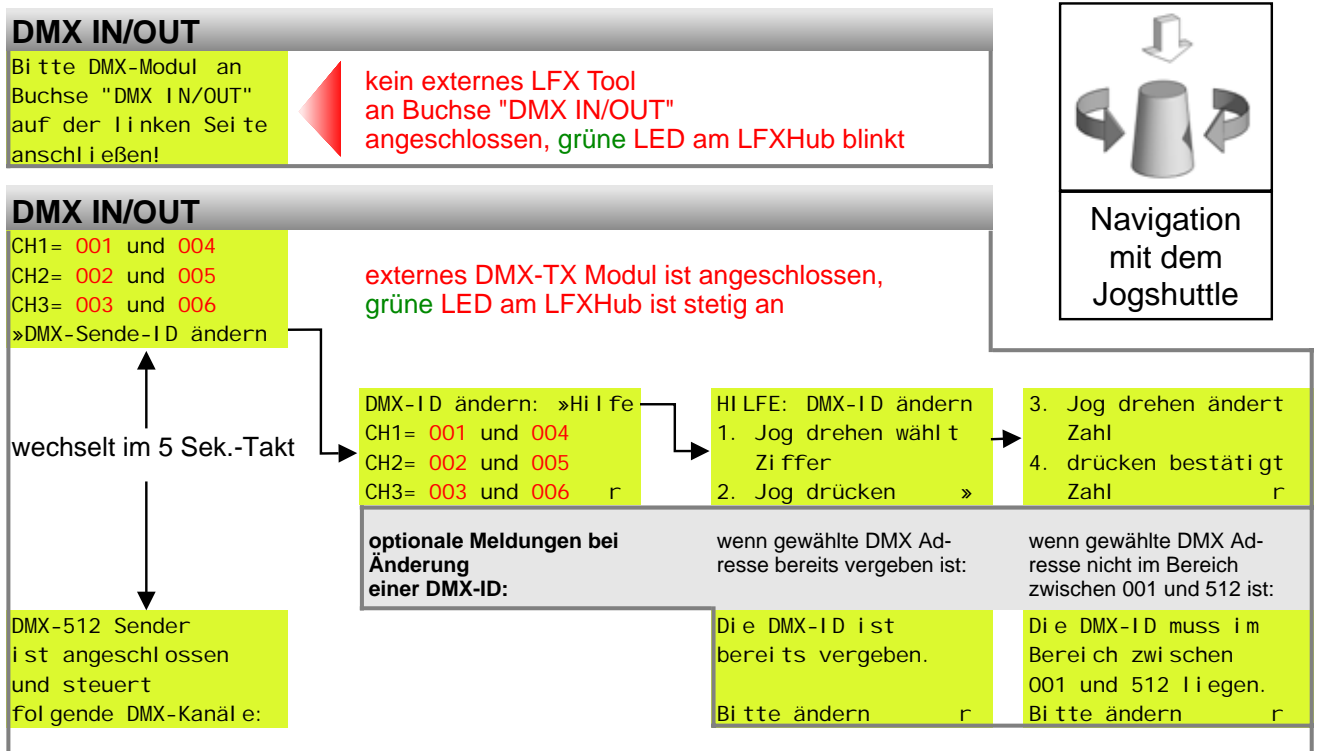 DMX IN/OUT
Bitte DMX-Modul an
Buchse "DMX IN/OUT"
auf der linken Seite
anschließen!
kein externes LFX Tool
an Buchse "DMX IN/OUT"
angeschlossen, grüne LED am LFXHub blinkt
Navigation
mit dem
Jogshuttle
DMX IN/OUT
CH1= 001 und 004
CH2= 002 und 005
CH3= 003 und 006
»DMX-Sende-ID ändern
externes DMX-TX Modul ist angeschlossen,
grüne LED am LFXHub ist stetig an
wechselt im 5 Sek.-Takt
DMX-ID ändern: »Hilfe
CH1= 001 und 004
CH2= 002 und 005
CH3= 003 und 006 r
HILFE: DMX-ID ändern
1. Jog drehen wählt
Ziffer
2. Jog drücken »
3. Jog drehen ändert
Zahl
4. drücken bestätigt
Zahl r
optionale Meldungen bei
Änderung
einer DMX-ID:
wenn gewählte DMX Ad-
resse bereits vergeben ist:
wenn gewählte DMX Ad-
resse nicht im Bereich
zwischen 001 und 512 ist:
DMX-512 Sender
ist angeschlossen
und steuert
folgende DMX-Kanäle:
Die DMX-ID ist
bereits vergeben.
Bitte ändern r
Die DMX-ID muss im
Bereich zwischen
001 und 512 liegen.
Bitte ändern r